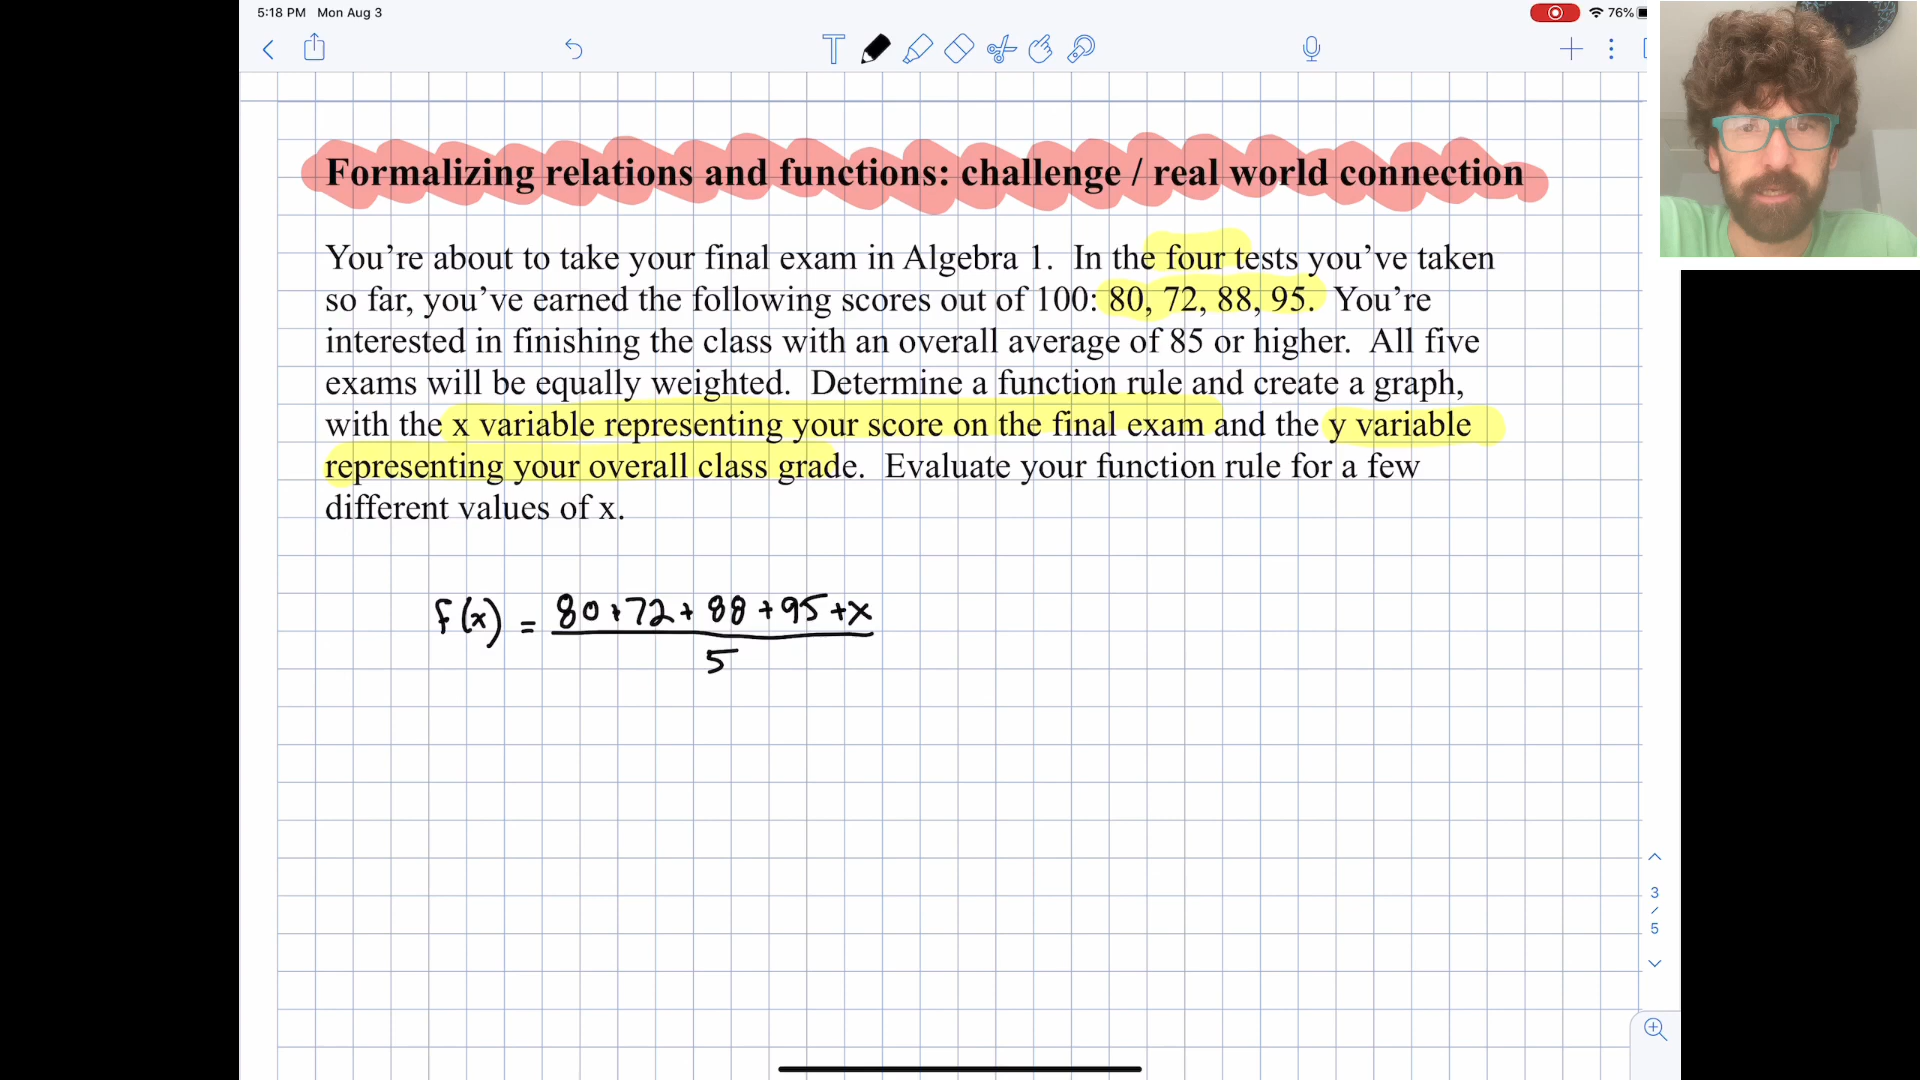 5:18 PM Mon Aug 3
76%
T
Formalizing relations and functions: challenge / real world connection
You’re about to take your final exam in Algebra 1. In the four tests you’ve taken
so far, you’ve earned the following scores out of 100: 80, 72, 88, 95. You’re
interested in finishing the class with an overall average of 85 or higher. All five
exams will be equally weighted. Determine a function rule and create a graph,
with the x variable representing your score on the final exam and the y variable
representing your overall class grade. Evaluate your function rule for a few
different values of x.
f(x) = 80+72+88+95+x
5
3
/
5